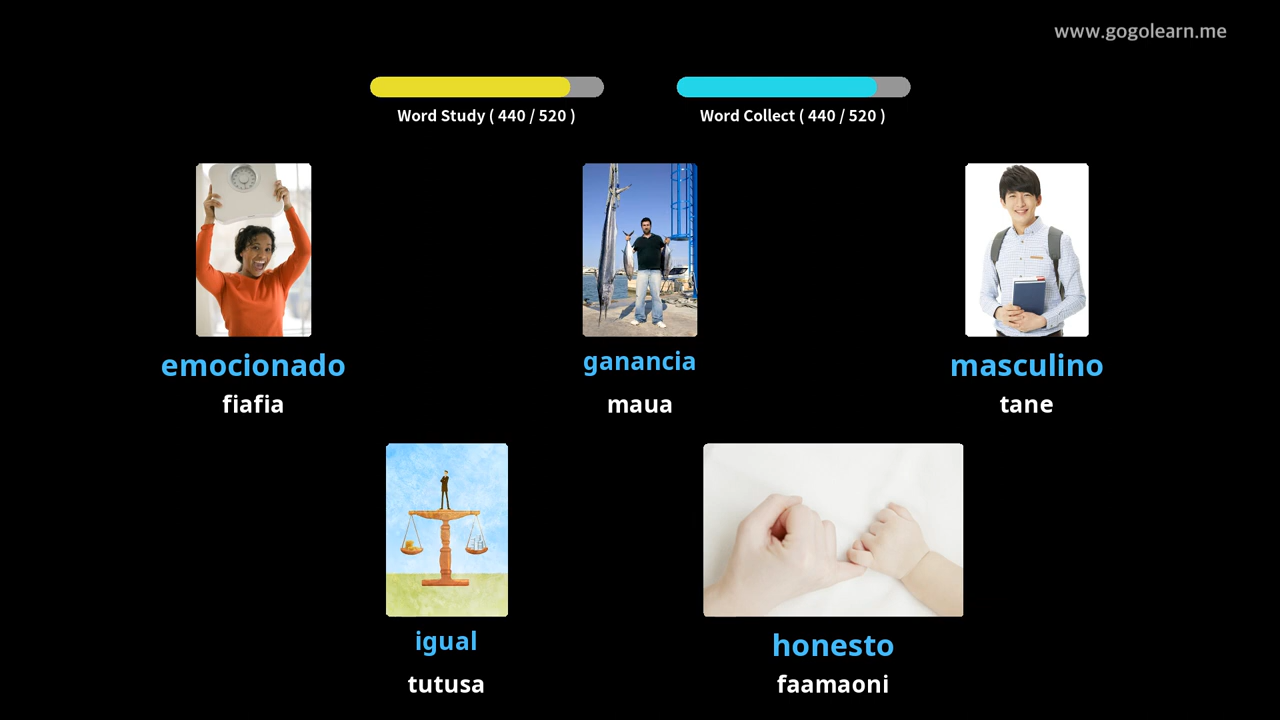 www.gogolearn.me
Word Study ( 440 / 520 )
Word Collect ( 440 / 520 )
emocionado
fiafia
ganancia
maua
masculino
tane
igual
tutusa
honesto
faamaoni